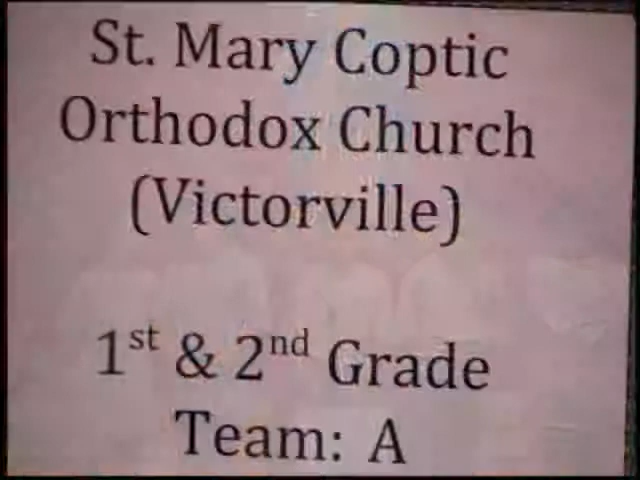 St. Mary Coptic
Orthodox Church
(Victorville)
1st & 2nd Grade
Team: A